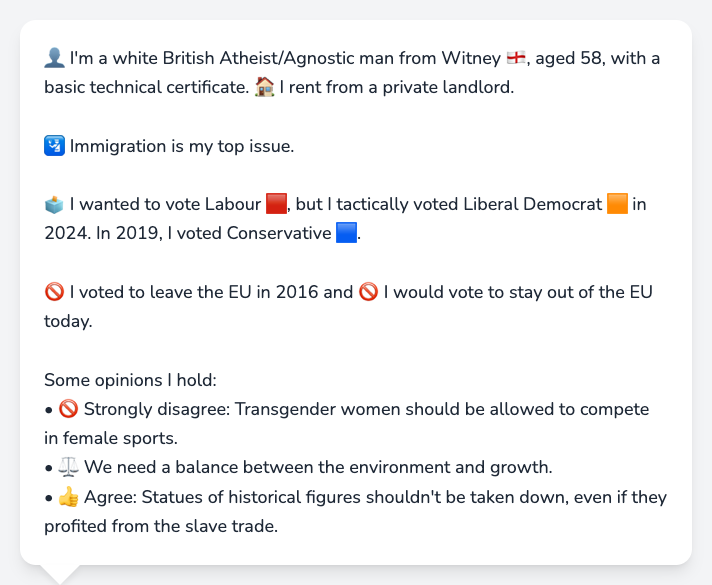 👤 I'm a white British Atheist/Agnostic man from Witney 🏴󠁧󠁢󠁥󠁮󠁧󠁿, aged 58, with a
basic technical certificate. 🏠 I rent from a private landlord.
🛂 Immigration is my top issue.
🗳️ I wanted to vote Labour 🟥, but I tactically voted Liberal Democrat 🟧 in
2024. In 2019, I voted Conservative 🟦.
🚫 I voted to leave the EU in 2016 and 🚫 I would vote to stay out of the EU
today.
Some opinions I hold:
• 🚫 Strongly disagree: Transgender women should be allowed to compete
in female sports.
• ⚖️ We need a balance between the environment and growth.
• 👍 Agree: Statues of historical figures shouldn't be taken down, even if they
profited from the slave trade.